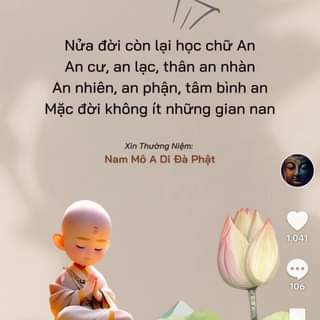 Nửa đời còn lại học chữ An
An cư, an lạc, thân an nhàn
An nhiên, an phận, tâm bình an
Mặc đời không ít những gian nan
Xin Thường Niệm:
Nam Mô A Di Đà Phật
1.041
106